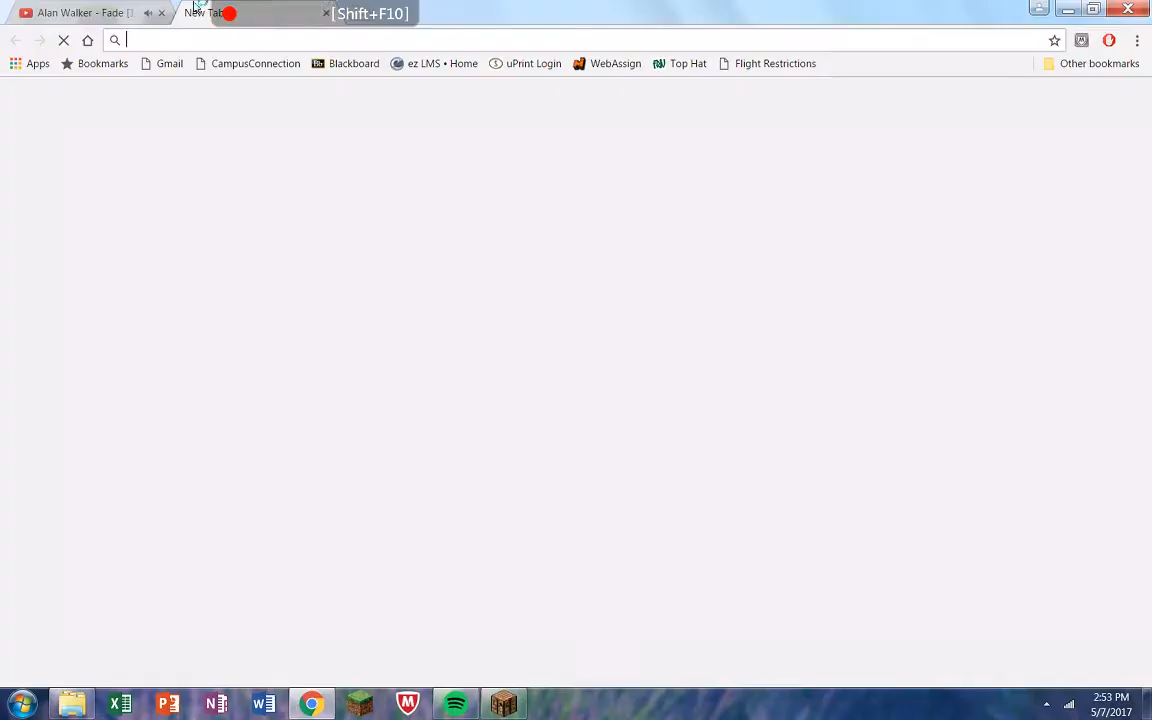 Alan Walker - Fade [
New Tab
[Shift+F10]
Apps Bookmarks Gmail CampusConnection Bb Blackboard ez LMS • Home uPrint Login WebAssign Top Hat Flight Restrictions Other bookmarks
2:53 PM
5/7/2017